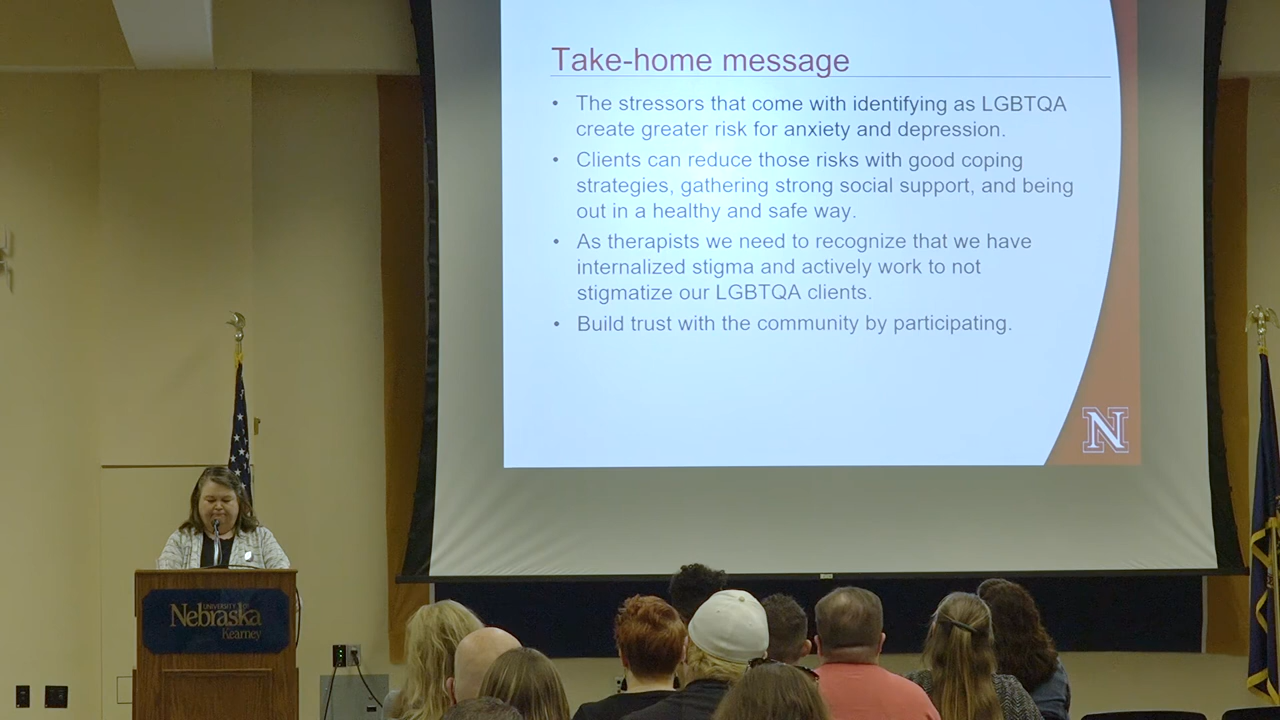 Take-home message
• The stressors that come with identifying as LGBTQA
create greater risk for anxiety and depression.
• Clients can reduce those risks with good coping
strategies, gathering strong social support, and being
out in a healthy and safe way.
• As therapists we need to recognize that we have
internalized stigma and actively work to not
stigmatize our LGBTQA clients.
• Build trust with the community by participating.
N
UNIVERSITY OF
Nebraska
Kearney